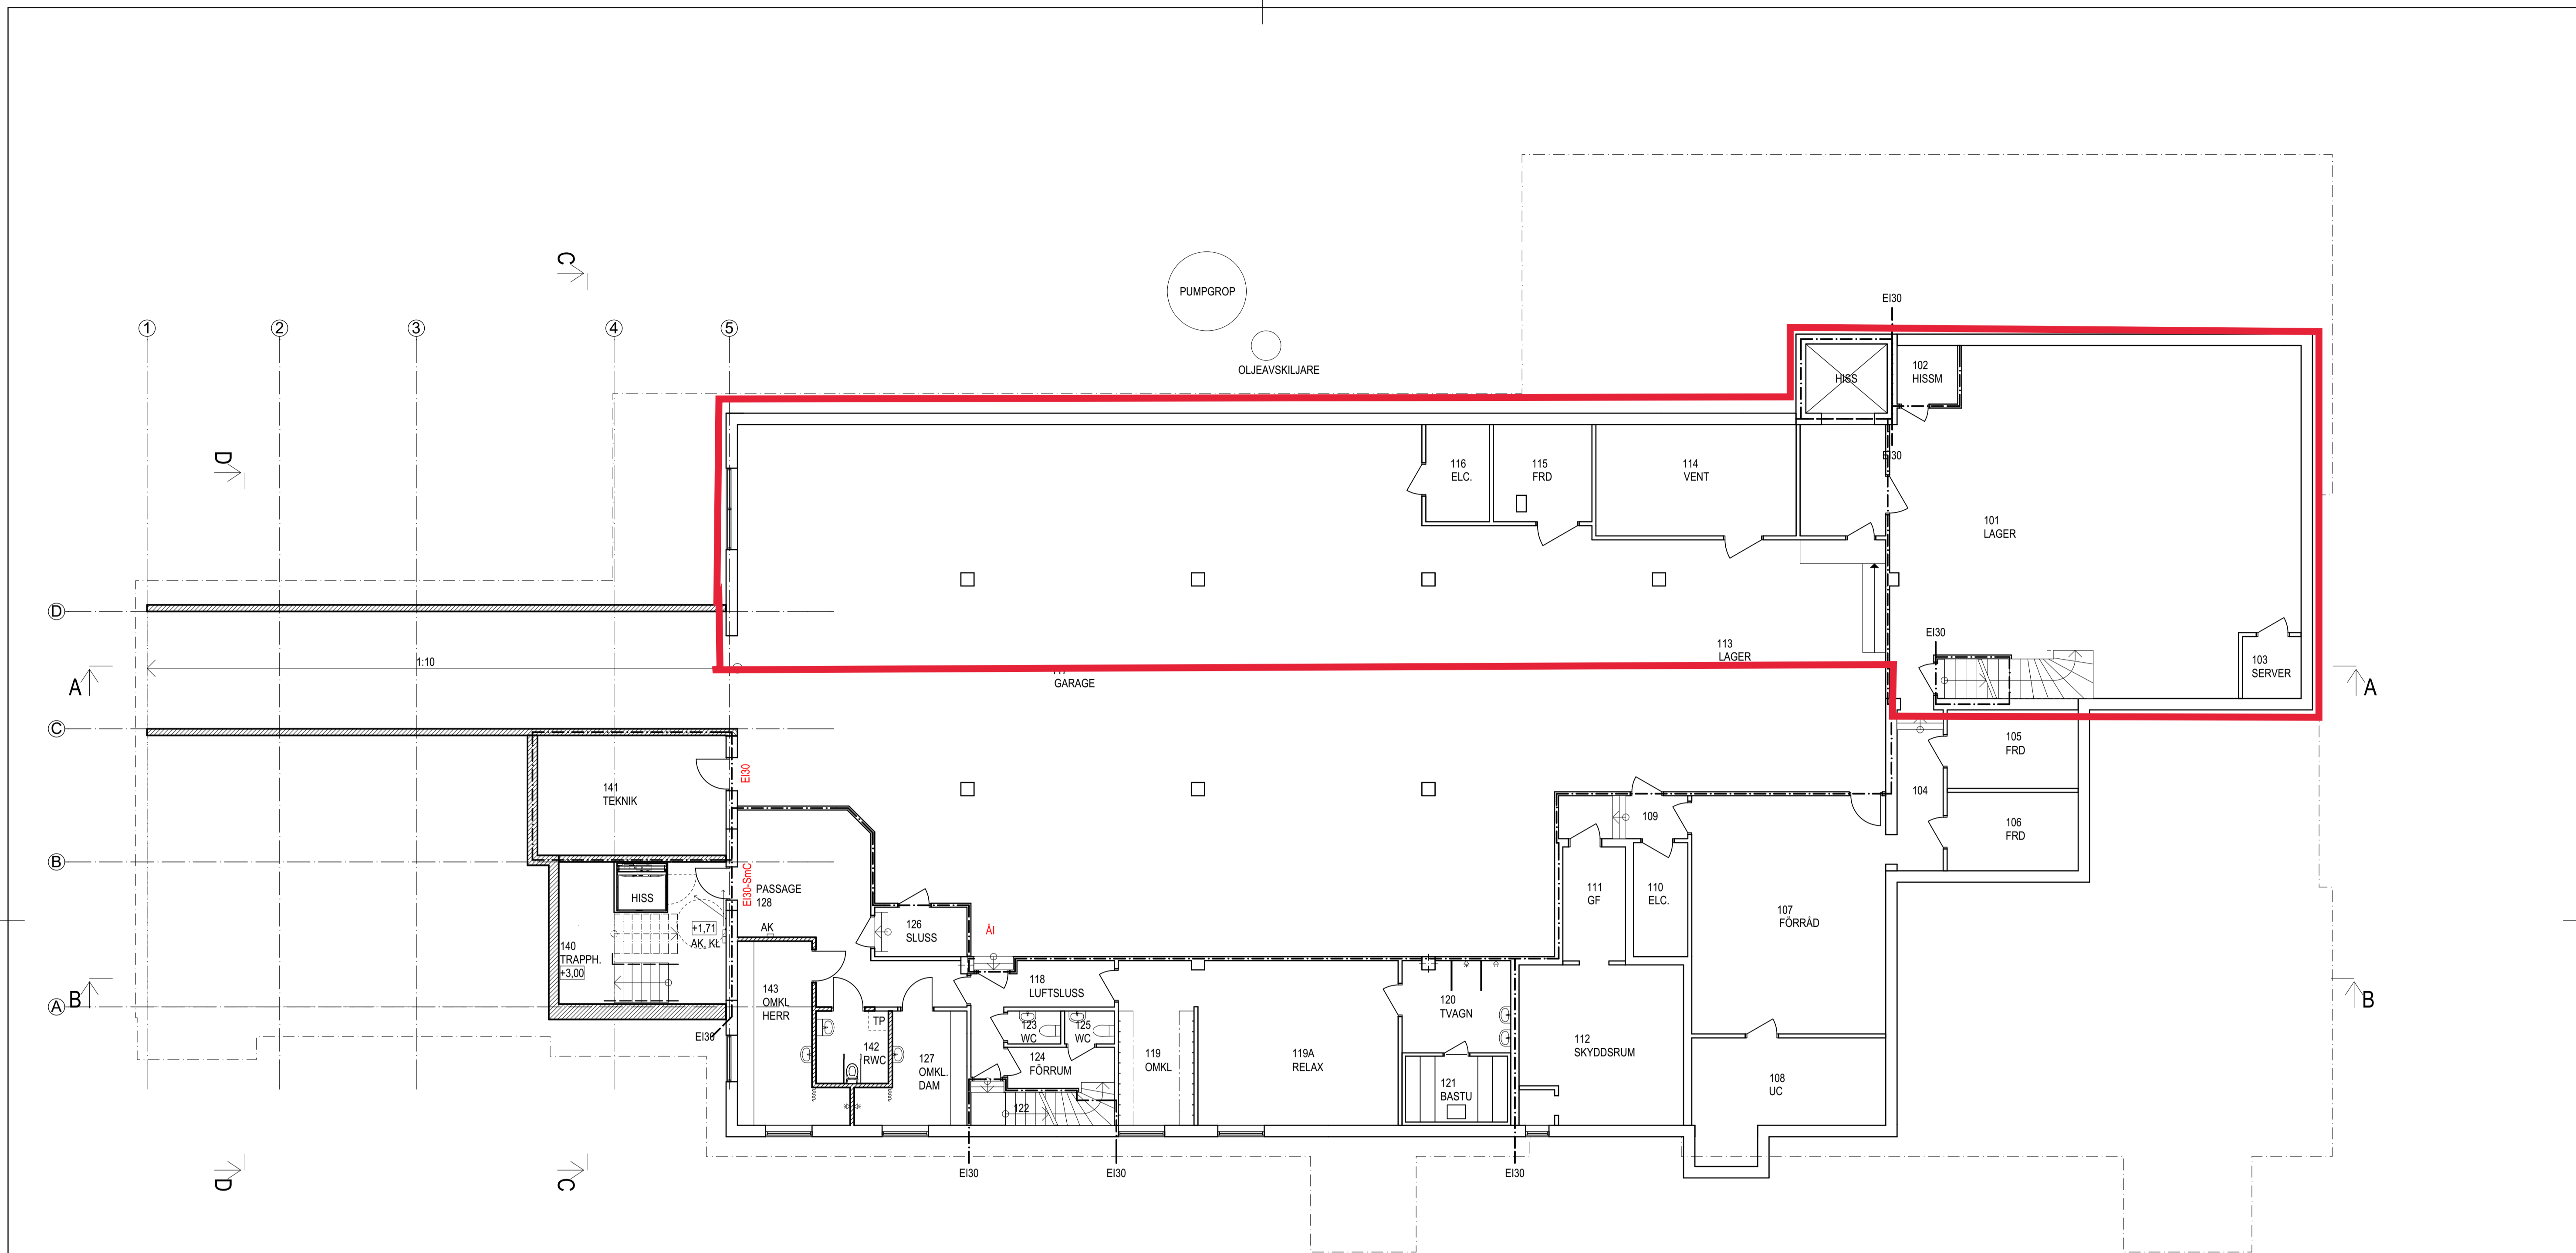 C
PUMPGROP
OLJEAVSKILJARE
EI30
1
2
3
4
5
HISS
102
HISSM
D
116
ELC.
115
FRD
114
VENT
EI30
101
LAGER
D
1:10
113
LAGER
EI30
103
SERVER
A
GARAGE
A
C
141
TEKNIK
EI30
105
FRD
104
109
106
FRD
B
EI30-SmC
PASSAGE
128
HISS
+1,71
AK, KL
AK
126
SLUSS
ÅI
111
GF
110
ELC.
107
FÖRRÅD
140
TRAPPH.
+3,00
B
A
143
OMKL
HERR
118
LUFTSLUSS
120
TVAGN
B
TP
EI30
142
RWC
127
OMKL.
DAM
123
WC
125
WC
124
FÖRRUM
119
OMKL
119A
RELAX
112
SKYDDSRUM
122
121
BASTU
108
UC
D
C
EI30
EI30
EI30